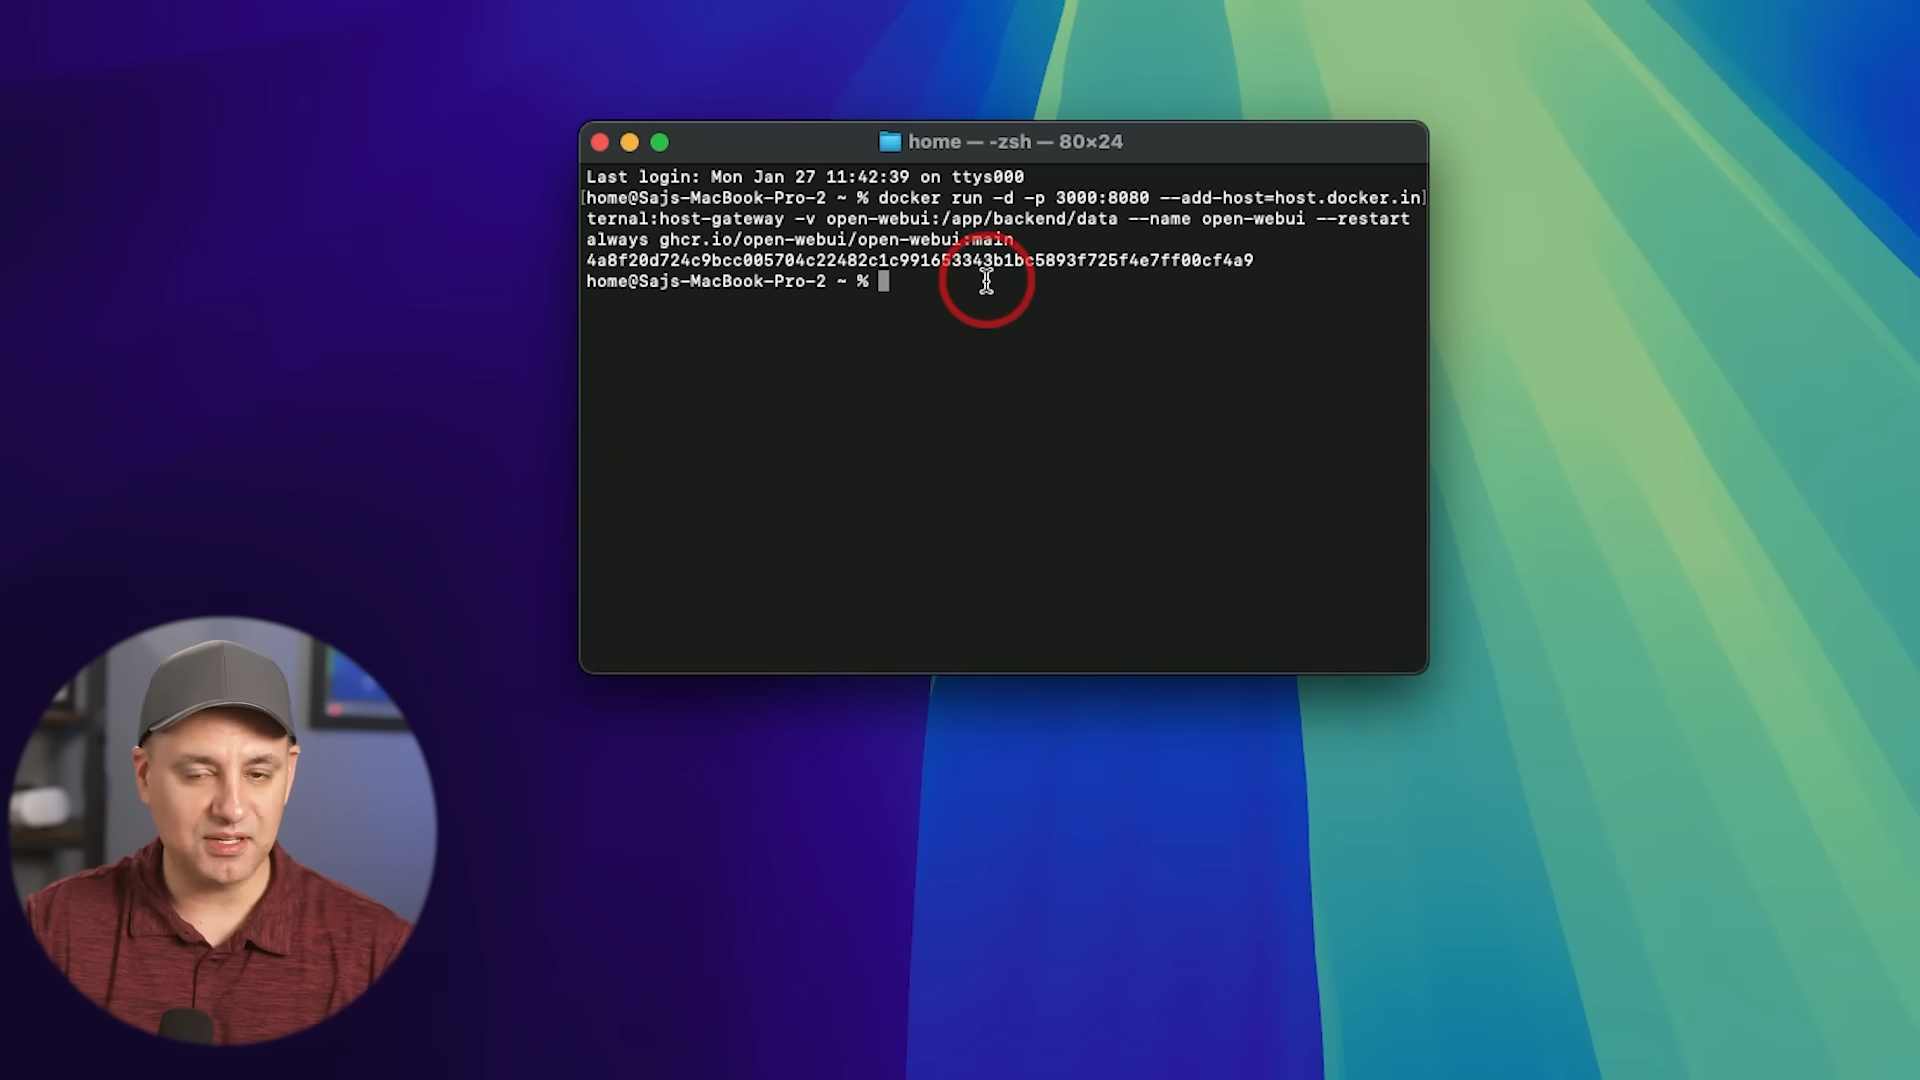 home — -zsh — 80×24
Last login: Mon Jan 27 11:42:39 on ttys000
[home@Sajs-MacBook-Pro-2 ~ % docker run -d -p 3000:8080 --add-host=host.docker.in]
ternal:host-gateway -v open-webui:/app/backend/data --name open-webui --restart
always ghcr.io/open-webui/open-webui:main
4a8f20d724c9bcc005704c22482c1c991653343b1bc5893f725f4e7ff00cf4a9
home@Sajs-MacBook-Pro-2 ~ %